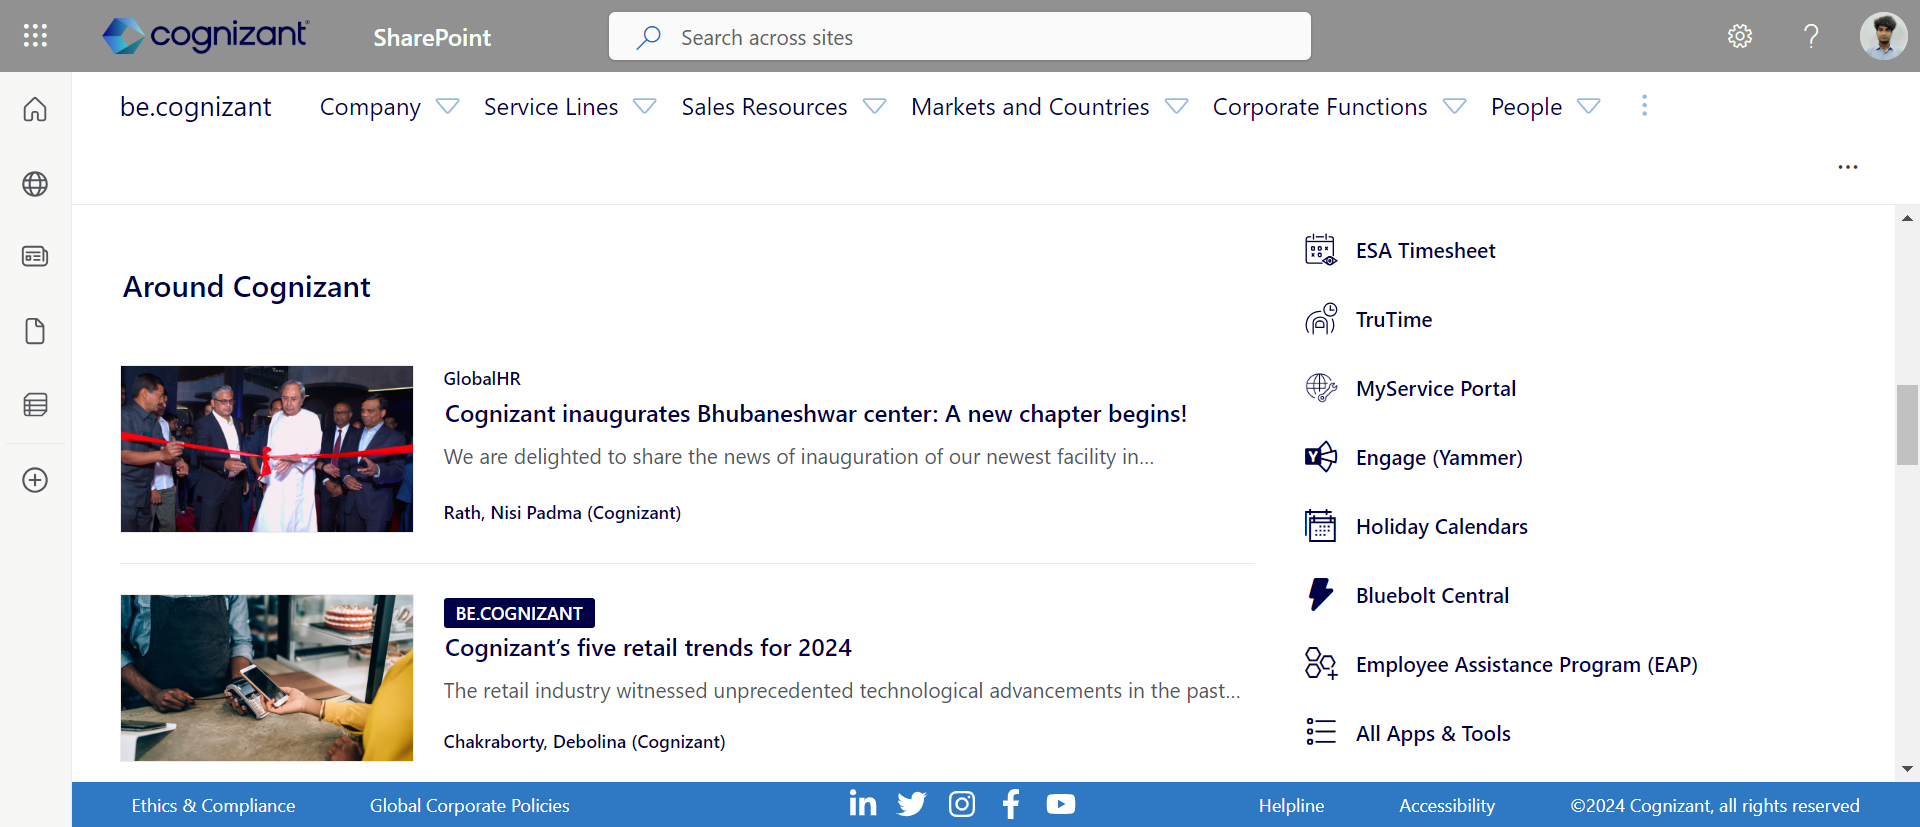 cognizant
SharePoint
Search across sites
be.cognizant
Company
Service Lines
Sales Resources
Markets and Countries
Corporate Functions
People
Around Cognizant
GlobalHR
Cognizant inaugurates Bhubaneshwar center: A new chapter begins!
We are delighted to share the news of inauguration of our newest facility in...
Rath, Nisi Padma (Cognizant)
BE.COGNIZANT
Cognizant’s five retail trends for 2024
The retail industry witnessed unprecedented technological advancements in the past...
Chakraborty, Debolina (Cognizant)
ESA Timesheet
TruTime
MyService Portal
Engage (Yammer)
Holiday Calendars
Bluebolt Central
Employee Assistance Program (EAP)
All Apps & Tools
Ethics & Compliance
Global Corporate Policies
Helpline
Accessibility
©2024 Cognizant, all rights reserved